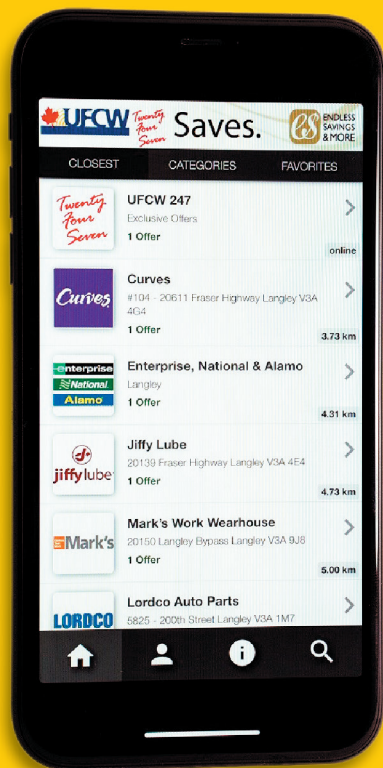 UFCW Twenty Four Seven Saves. ES ENDLESS SAVINGS & MORE
CLOSEST CATEGORIES FAVORITES
Twenty
Four
Seven
UFCW 247
Exclusive Offers
1 Offer
online
Curves
Curves
#104 - 20611 Fraser Highway Langley V3A
4G4
1 Offer
3.73 km
enterprise
National
Alamo
Enterprise, National & Alamo
Langley
1 Offer
4.31 km
jiffy lube
Jiffy Lube
20139 Fraser Highway Langley V3A 4E4
1 Offer
4.73 km
Mark's
Mark's Work Wearhouse
20150 Langley Bypass Langley V3A 9J8
1 Offer
5.00 km
LORDCO
Lordco Auto Parts
5825 - 200th Street Langley V3A 1M7